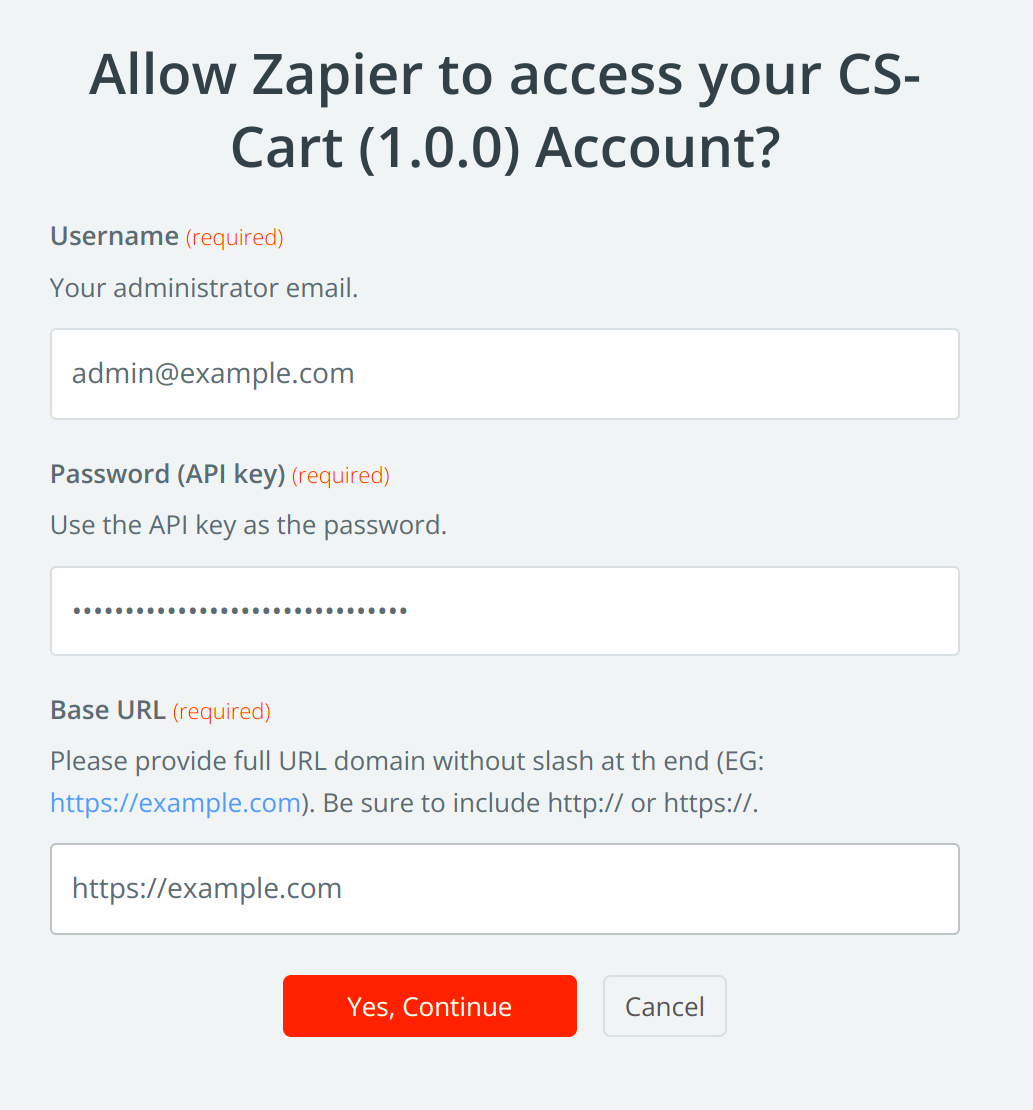 Allow Zapier to access your CS-
Cart (1.0.0) Account?
Username (required)
Your administrator email.
admin@example.com
Password (API key) (required)
Use the API key as the password.
••••••••••••••••••••••••••••••••
Base URL (required)
Please provide full URL domain without slash at th end (EG:
https://example.com). Be sure to include http:// or https://.
https://example.com
Yes, Continue
Cancel